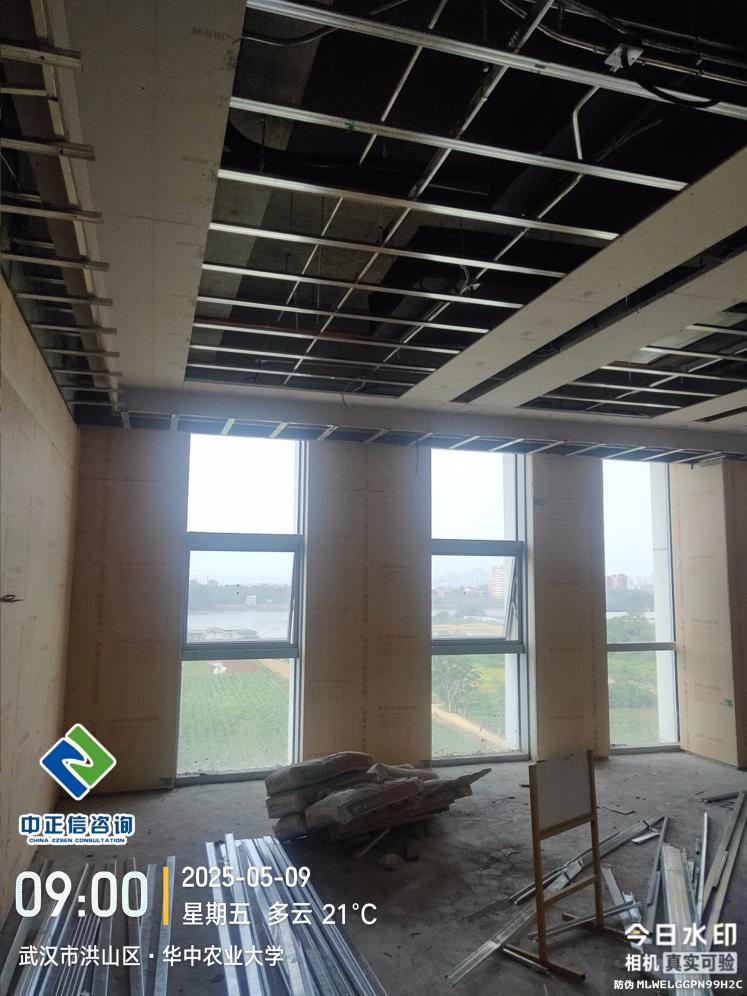 中正信咨询
CHINA ZZSEN CONSULTATION
09:00
2025-05-09
星期五 多云 21°C
武汉市洪山区·华中农业大学
今日水印
相机 真实可验
防伪 MLWELGGPN99H2C